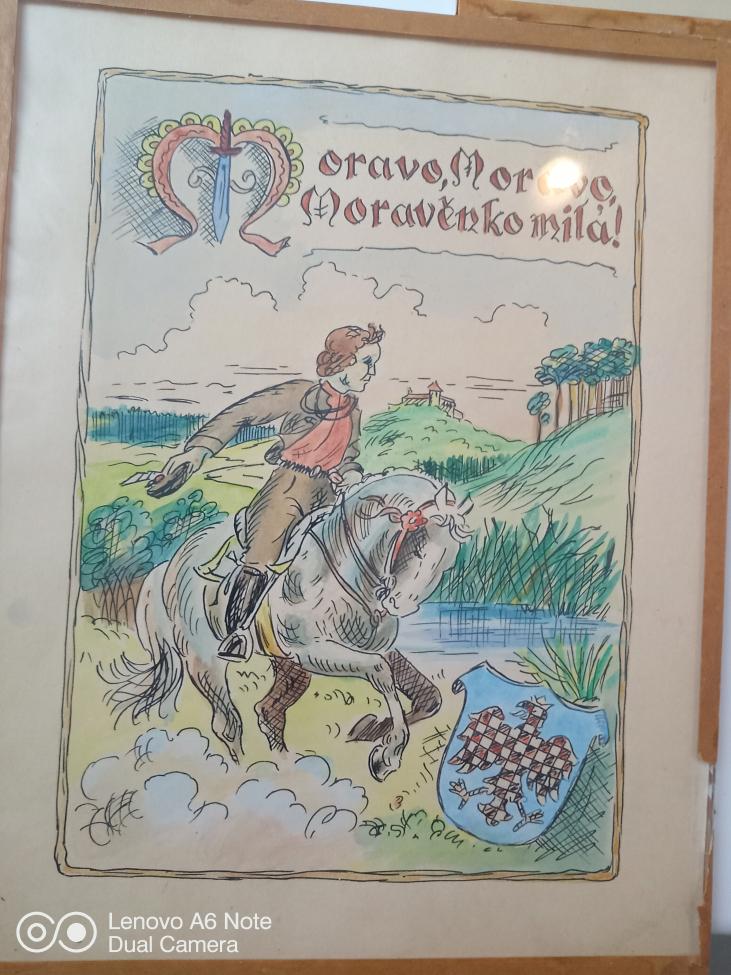 Moravo, Moravo,
Moravěnko milá!
Lenovo A6 Note
Dual Camera